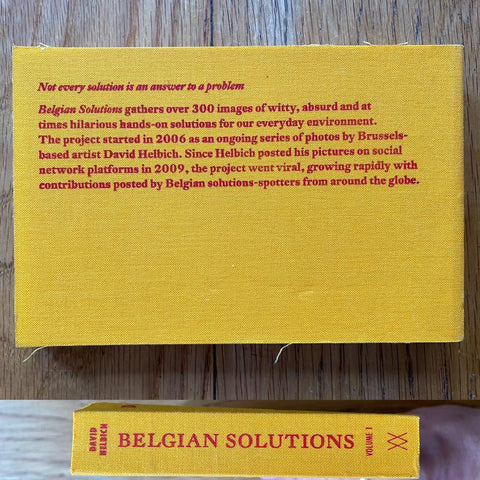 Not every solution is an answer to a problem
Belgian Solutions gathers over 300 images of witty, absurd and at
times hilarious hands-on solutions for our everyday environment.
The project started in 2006 as an ongoing series of photos by Brussels-
based artist David Helbich. Since Helbich posted his pictures on social
network platforms in 2009, the project went viral, growing rapidly with
contributions posted by Belgian solutions-spotters from around the globe.
DAVID
HELBICH
BELGIAN SOLUTIONS
VOLUME 1